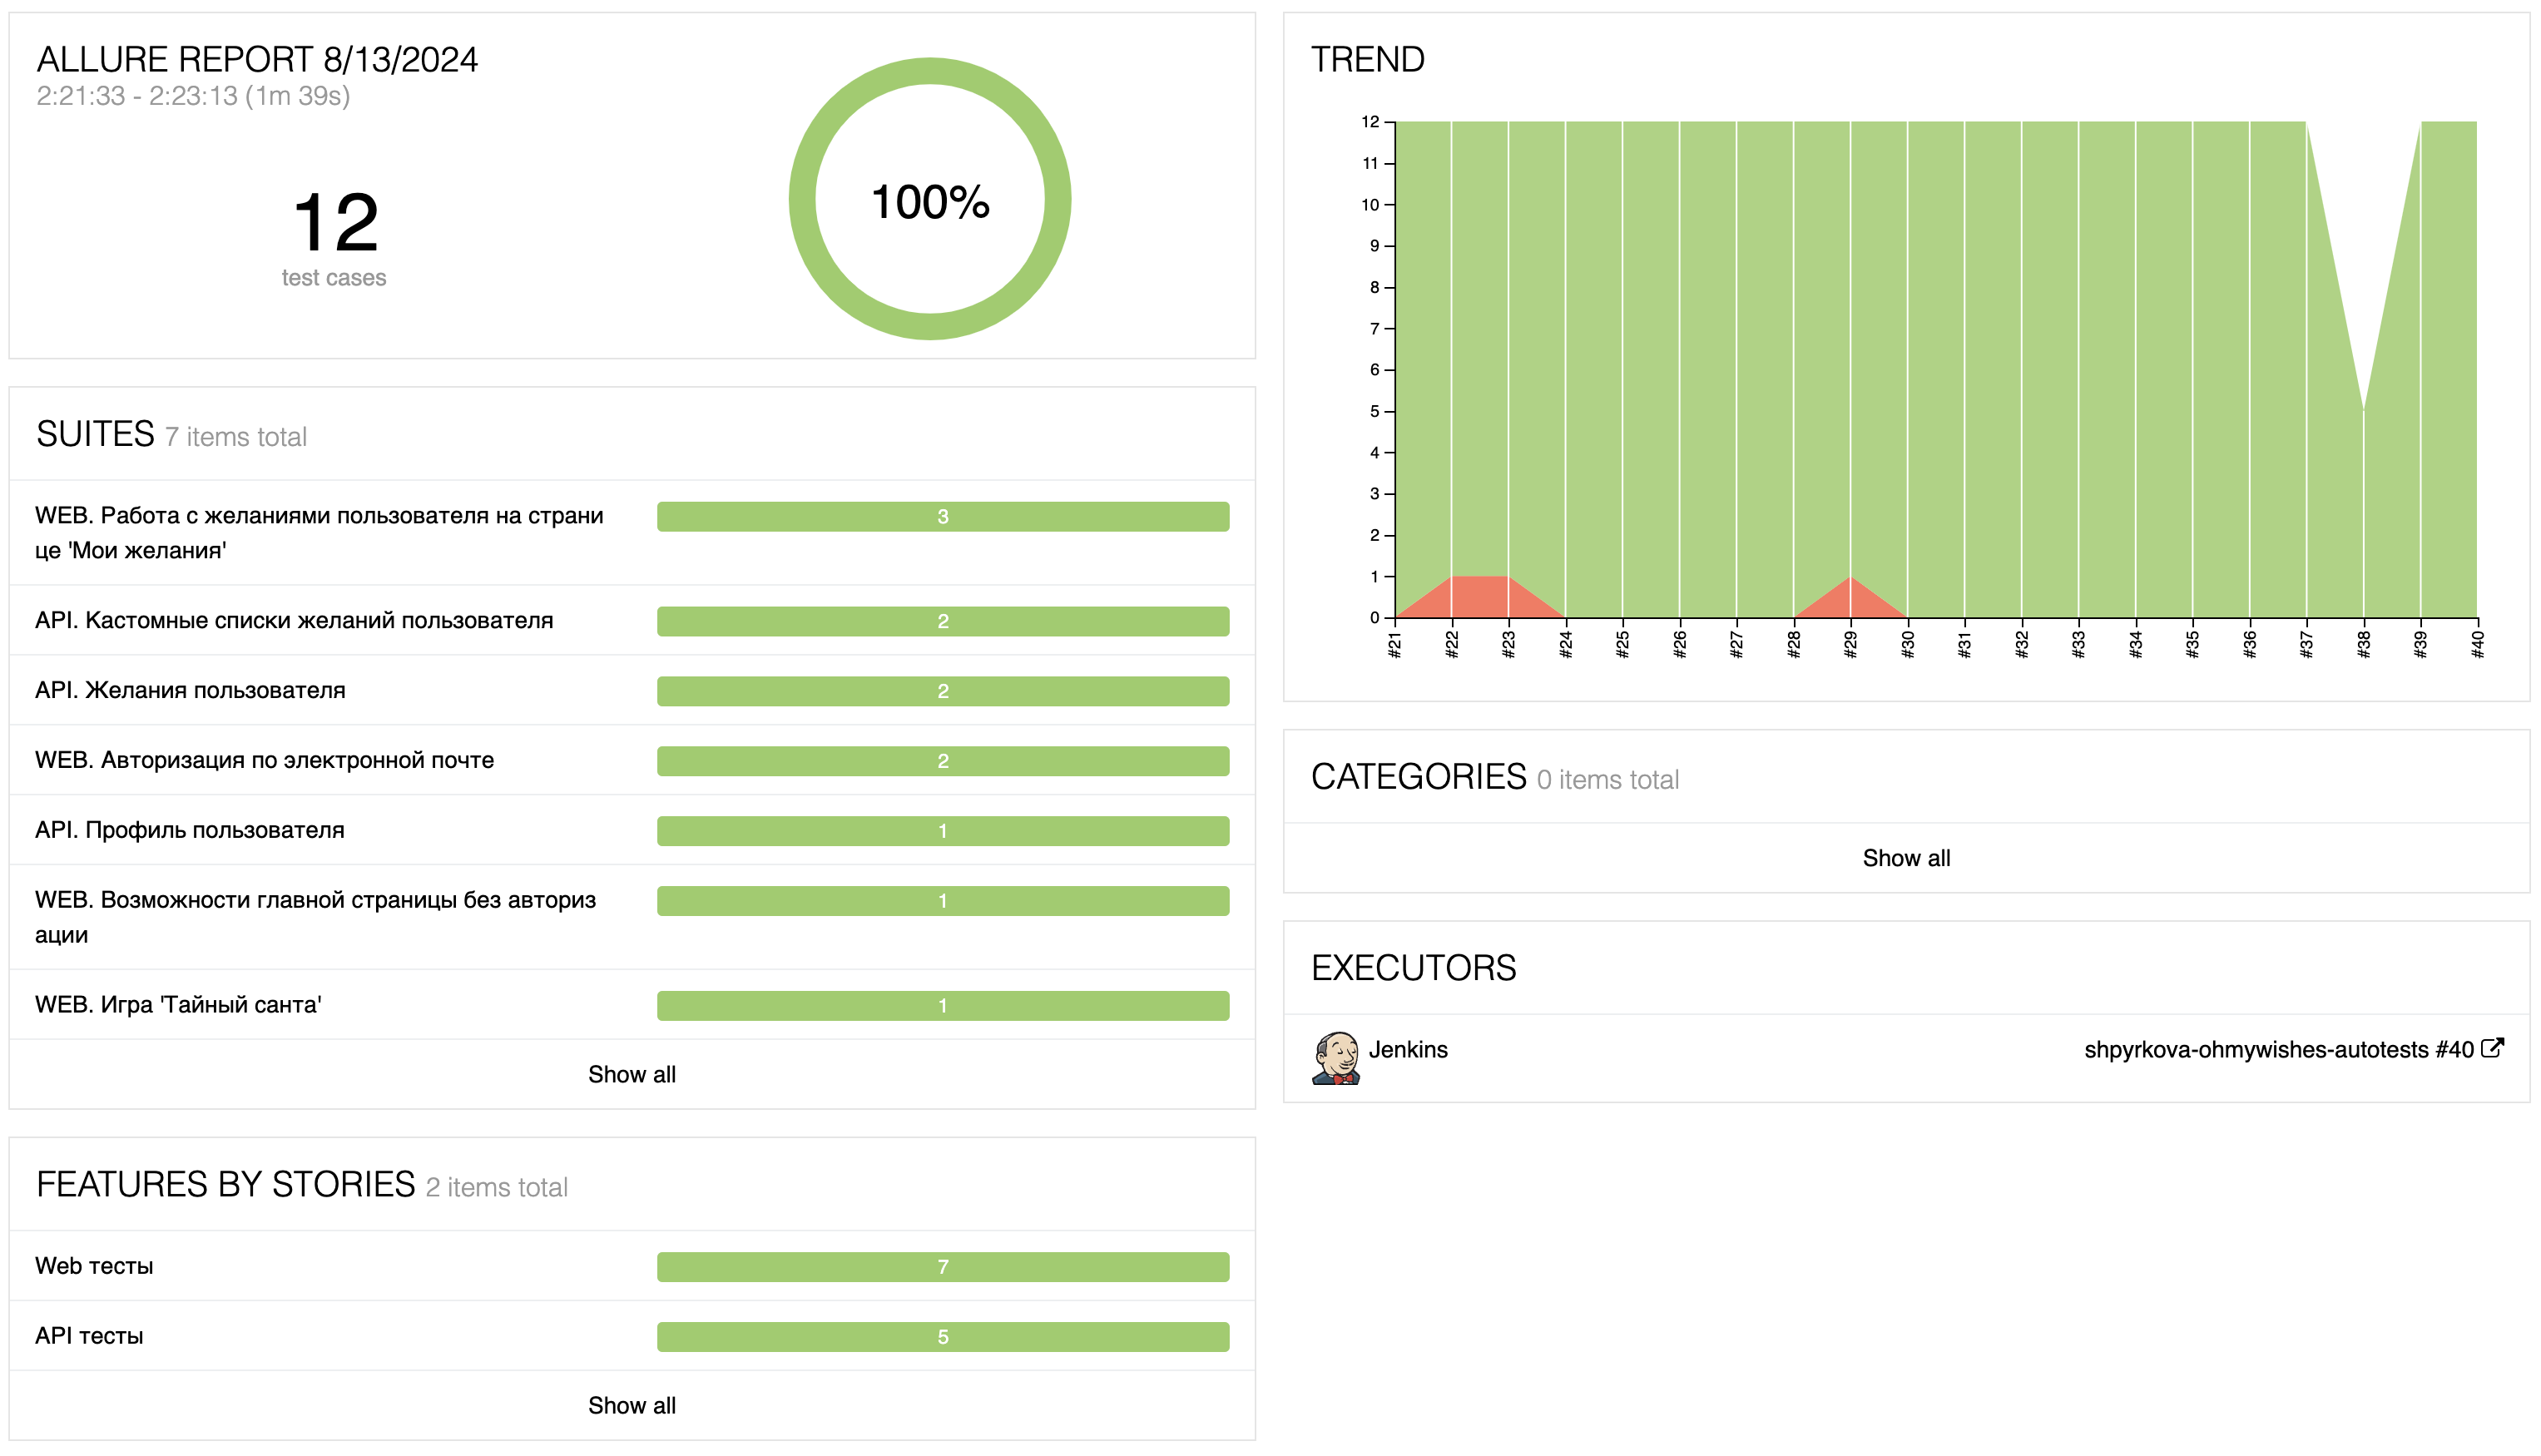 ALLURE REPORT 8/13/2024
2:21:33 - 2:23:13 (1m 39s)
12
test cases
100%
SUITES 7 items total
WEB. Работа с желаниями пользователя на страни
це 'Мои желания'
3
API. Кастомные списки желаний пользователя
2
API. Желания пользователя
2
WEB. Авторизация по электронной почте
2
API. Профиль пользователя
1
WEB. Возможности главной страницы без авториз
ации
1
WEB. Игра 'Тайный санта'
1
Show all
FEATURES BY STORIES 2 items total
Web тесты
7
API тесты
5
Show all
TREND
12
11
10
9
8
7
6
5
4
3
2
1
0
#21
#22
#23
#24
#25
#26
#27
#28
#29
#30
#31
#32
#33
#34
#35
#36
#37
#38
#39
#40
CATEGORIES 0 items total
Show all
EXECUTORS
Jenkins
shpyrkova-ohmywishes-autotests #40